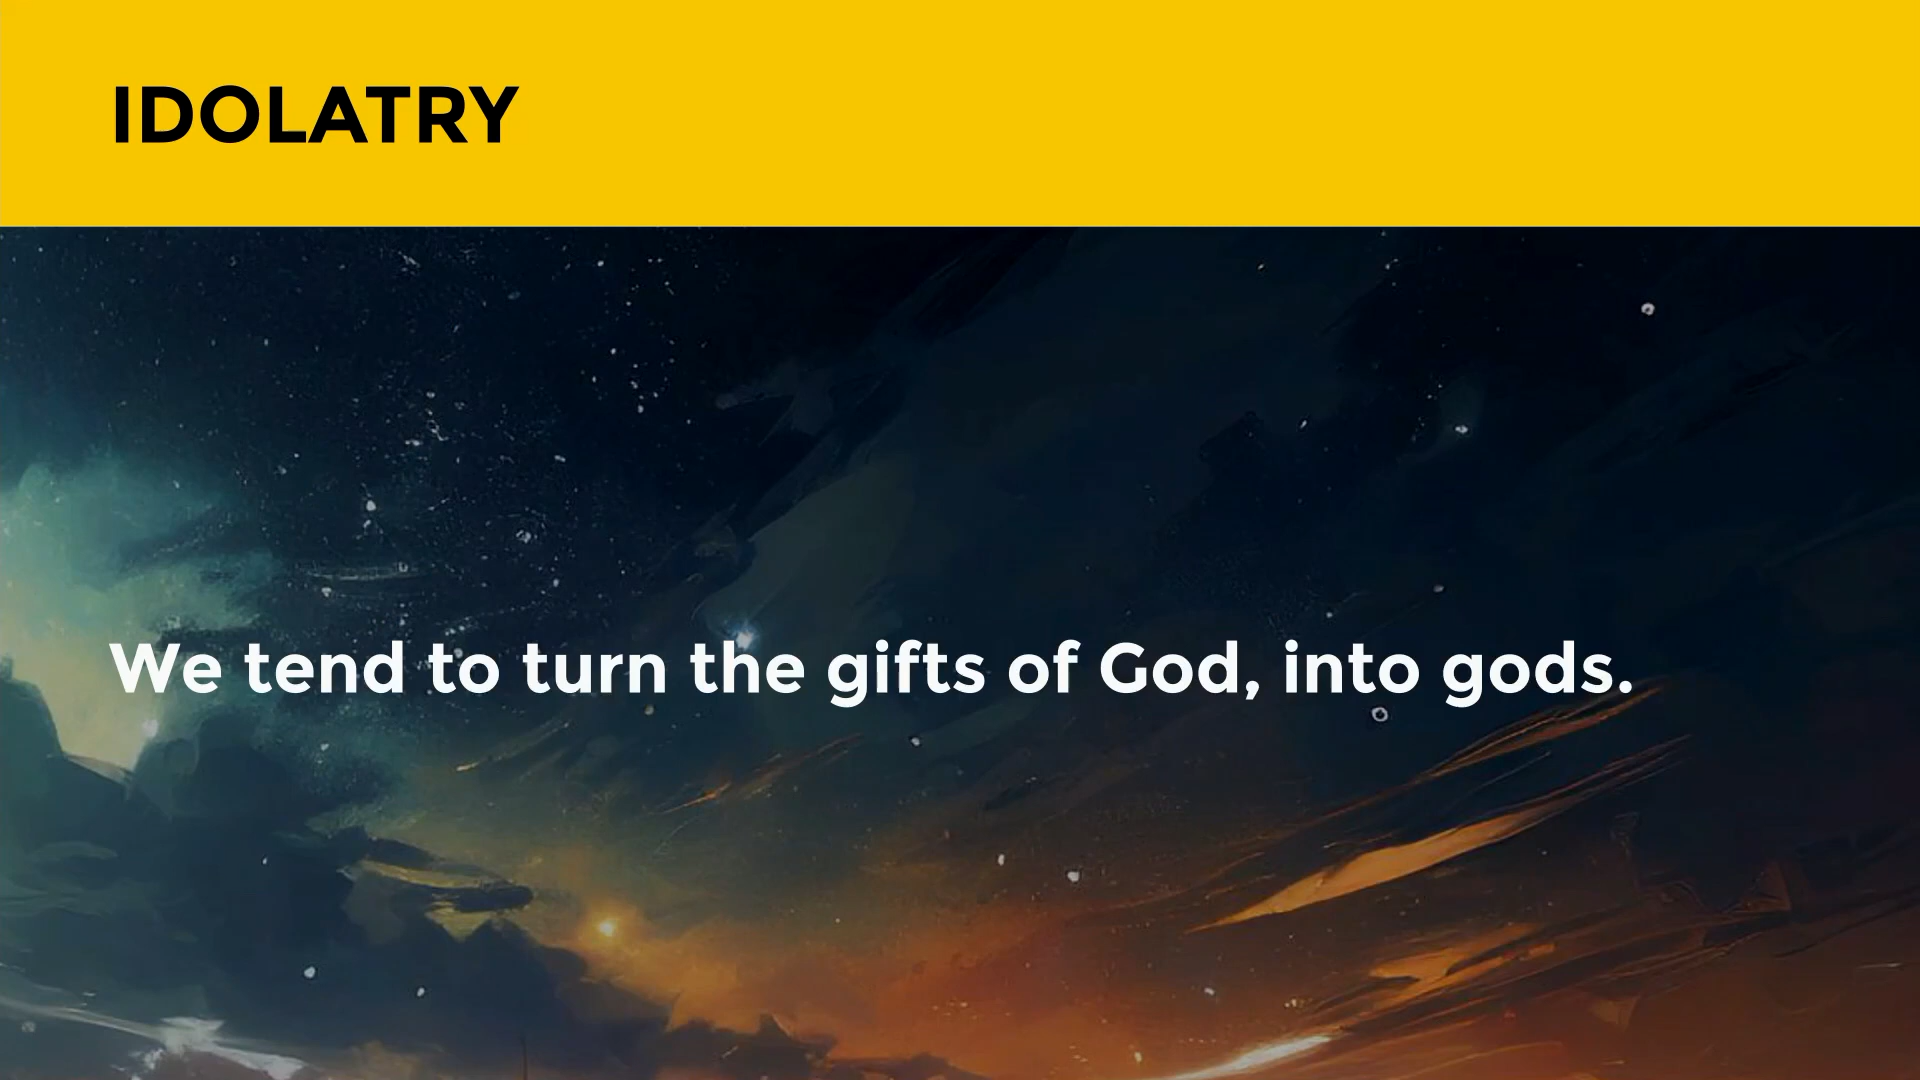 IDOLATRY
We tend to turn the gifts of God, into gods.